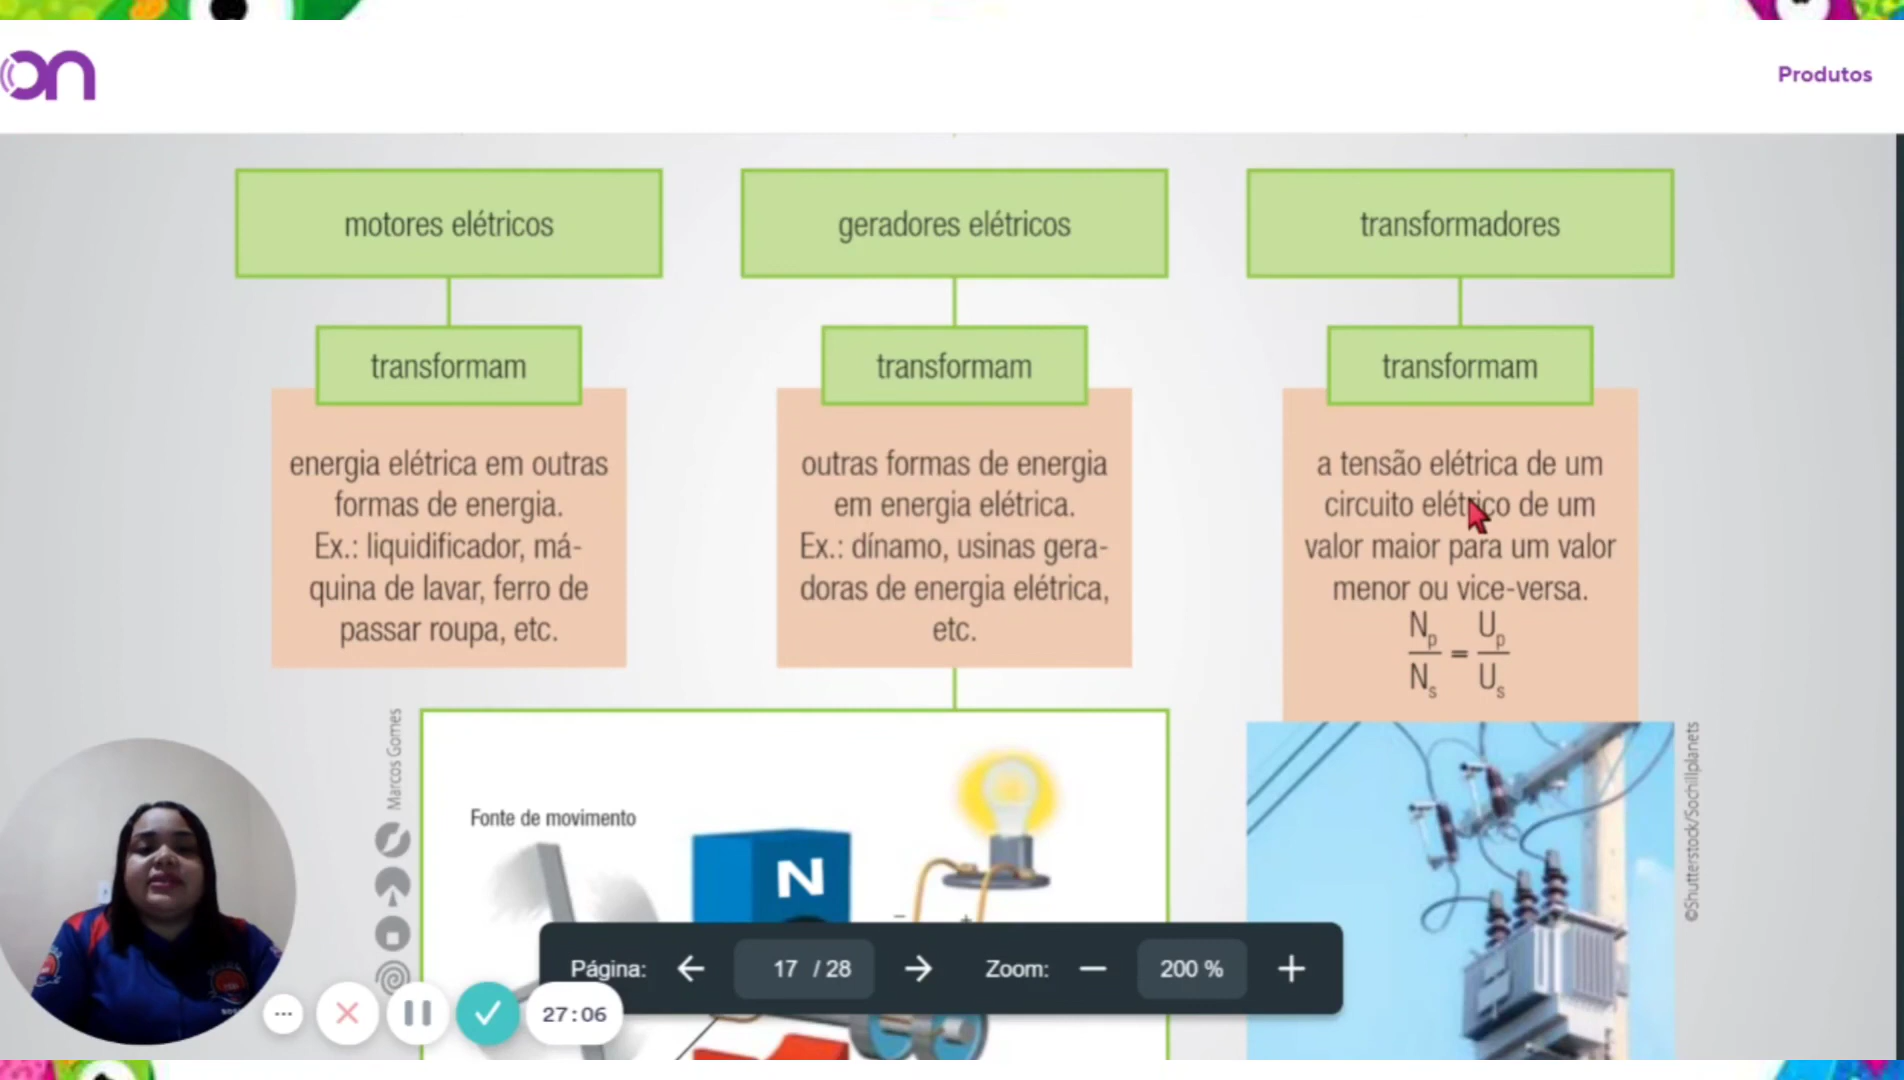 on
Produtos
motores elétricos
geradores elétricos
transformadores
transformam
transformam
transformam
energia elétrica em outras
formas de energia.
Ex.: liquidificador, má-
quina de lavar, ferro de
passar roupa, etc.
outras formas de energia
em energia elétrica.
Ex.: dínamo, usinas gera-
doras de energia elétrica,
etc.
a tensão elétrica de um
circuito elétrico de um
valor maior para um valor
menor ou vice-versa.
Np/Ns = Up/Us
Marcos Gomes
Fonte de movimento
N
− +
©Shutterstock/Sochillplanets
Página: 17 / 28 Zoom: 200 %
27:06